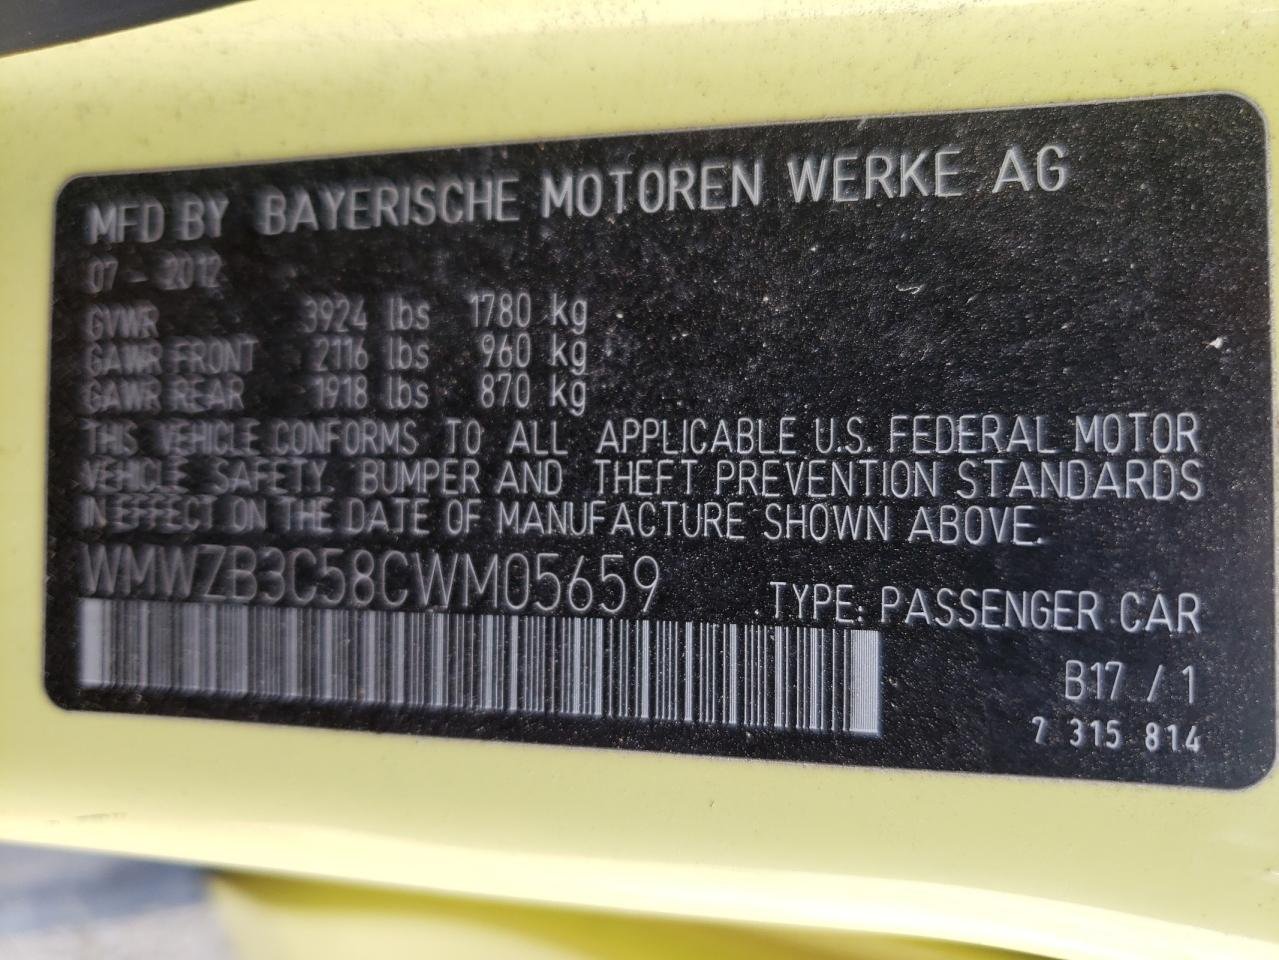 MFD BY BAYERISCHE MOTOREN WERKE AG
07 - 2012
GVWR 3924 lbs 1780 kg
GAWR FRONT 2116 lbs 960 kg
GAWR REAR 1918 lbs 870 kg
THIS VEHICLE CONFORMS TO ALL APPLICABLE U.S. FEDERAL MOTOR
VEHICLE SAFETY, BUMPER AND THEFT PREVENTION STANDARDS
IN EFFECT ON THE DATE OF MANUFACTURE SHOWN ABOVE.
WMWZB3C58CWM05659
TYPE: PASSENGER CAR
B17 / 1
7 315 814